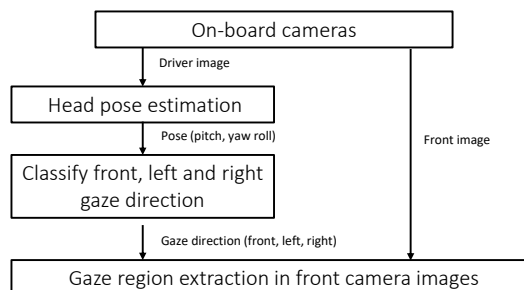 On-board cameras
Driver image
Head pose estimation
Pose (pitch, yaw roll)
Front image
Classify front, left and right
gaze direction
Gaze direction (front, left, right)
Gaze region extraction in front camera images